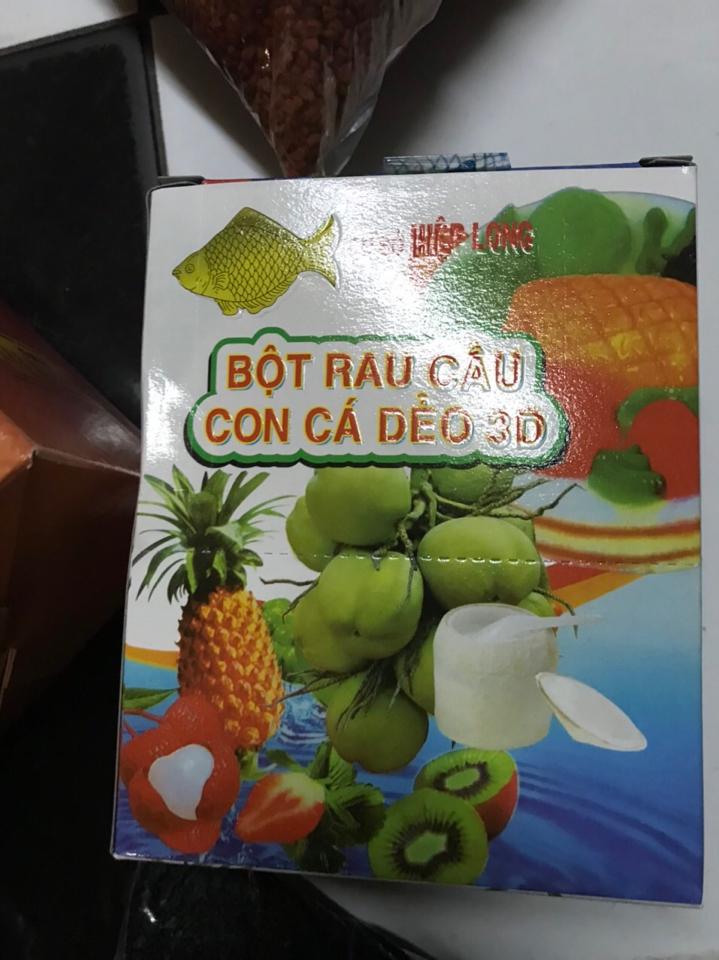 HIỆP LONG
BỘT RAU CÂU
CON CÁ DẺO 3D